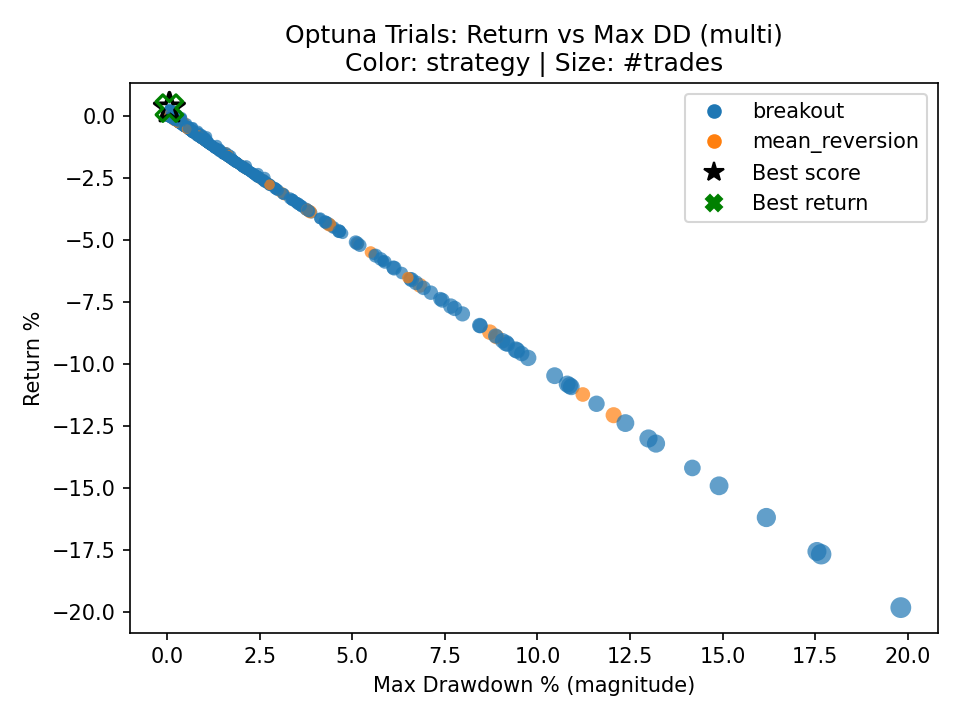 Optuna Trials: Return vs Max DD (multi)
Color: strategy | Size: #trades
breakout
mean_reversion
Best score
Best return
Return %
0.0
−2.5
−5.0
−7.5
−10.0
−12.5
−15.0
−17.5
−20.0
0.0 2.5 5.0 7.5 10.0 12.5 15.0 17.5 20.0
Max Drawdown % (magnitude)